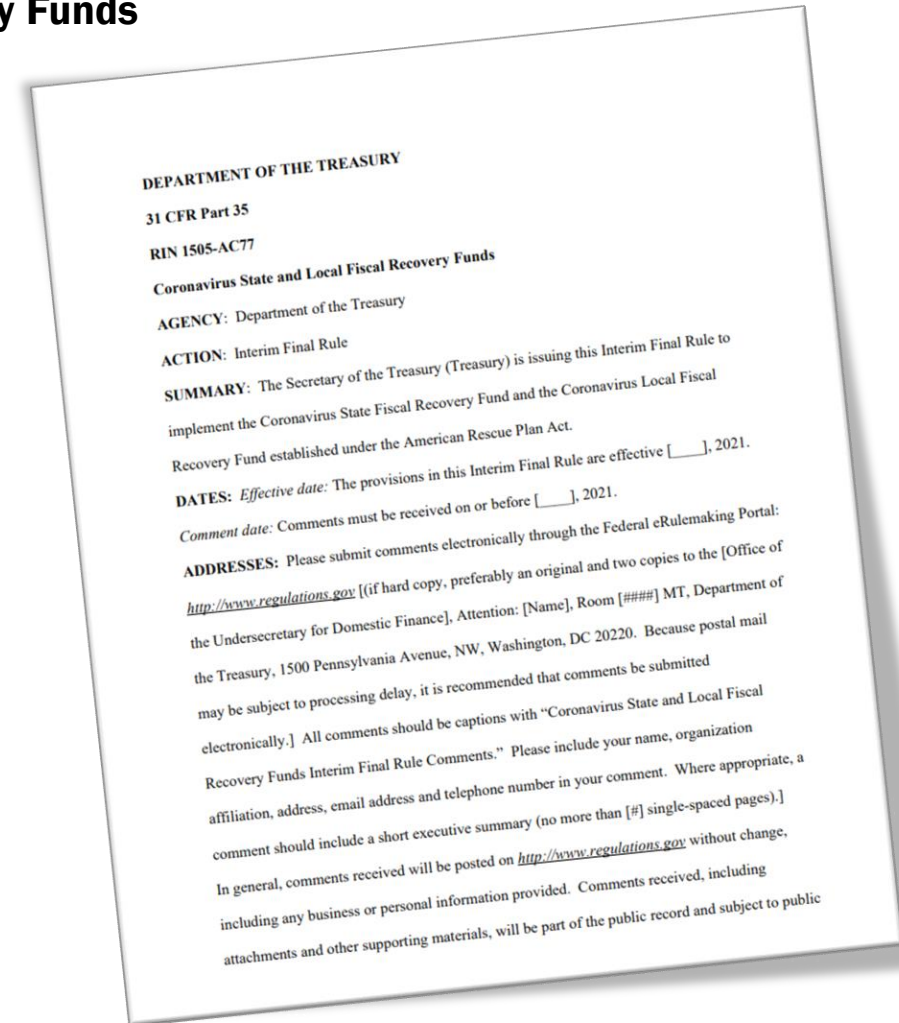 y Funds
DEPARTMENT OF THE TREASURY
31 CFR Part 35
RIN 1505-AC77
Coronavirus State and Local Fiscal Recovery Funds
AGENCY: Department of the Treasury
ACTION: Interim Final Rule
SUMMARY: The Secretary of the Treasury (Treasury) is issuing this Interim Final Rule to
implement the Coronavirus State Fiscal Recovery Fund and the Coronavirus Local Fiscal
Recovery Fund established under the American Rescue Plan Act.
DATES: Effective date: The provisions in this Interim Final Rule are effective [____], 2021.
Comment date: Comments must be received on or before [____], 2021.
ADDRESSES: Please submit comments electronically through the Federal eRulemaking Portal:
http://www.regulations.gov [(if hard copy, preferably an original and two copies to the [Office of
the Undersecretary for Domestic Finance], Attention: [Name], Room [####] MT, Department of
the Treasury, 1500 Pennsylvania Avenue, NW, Washington, DC 20220. Because postal mail
may be subject to processing delay, it is recommended that comments be submitted
electronically.] All comments should be captions with “Coronavirus State and Local Fiscal
Recovery Funds Interim Final Rule Comments.” Please include your name, organization
affiliation, address, email address and telephone number in your comment. Where appropriate, a
comment should include a short executive summary (no more than [#] single-spaced pages).]
In general, comments received will be posted on http://www.regulations.gov without change,
including any business or personal information provided. Comments received, including
attachments and other supporting materials, will be part of the public record and subject to public